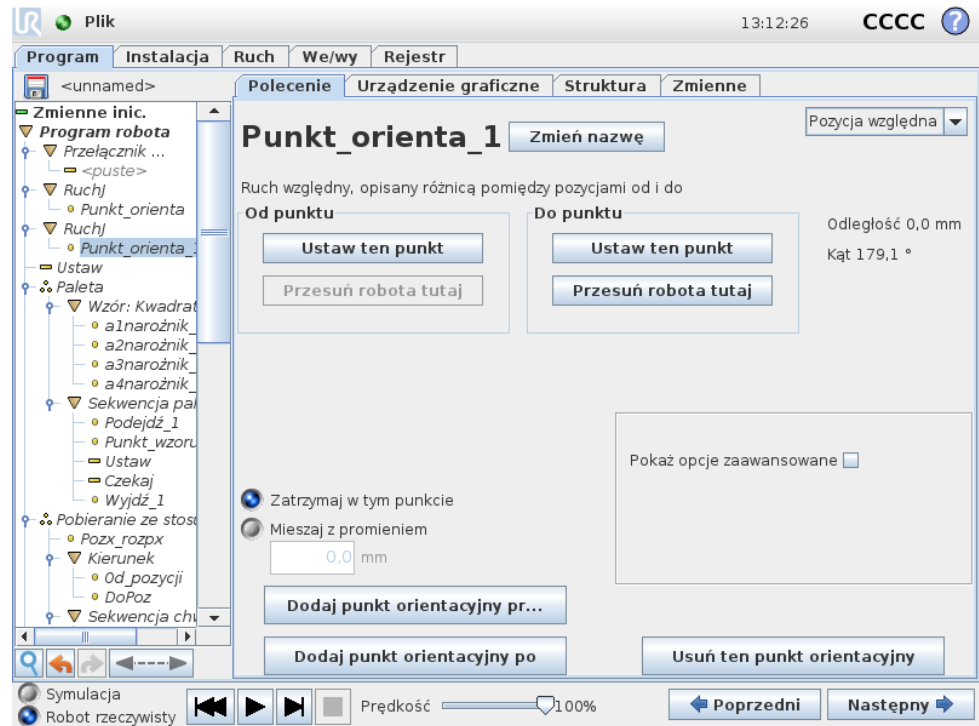 UR Plik 13:12:26 CCCC ?
Program Instalacja Ruch We/wy Rejestr
<unnamed>
Zmienne inic.
Program robota
Przełącznik ...
<puste>
RuchJ
Punkt_orienta
RuchJ
Punkt_orienta_1
Ustaw
Paleta
Wzór: Kwadrat
a1narożnik_
a2narożnik_
a3narożnik_
a4narożnik_
Sekwencja pal
Podejdź_1
Punkt_wzoru
Ustaw
Czekaj
Wyjdź_1
Pobieranie ze stosu
Pozx_rozpx
Kierunek
Od_pozycji
DoPoz
Sekwencja chw
Polecenie Urządzenie graficzne Struktura Zmienne
Punkt_orienta_1 Zmień nazwę Pozycja względna
Ruch względny, opisany różnicą pomiędzy pozycjami od i do
Od punktu Do punktu
Ustaw ten punkt Ustaw ten punkt
Przesuń robota tutaj Przesuń robota tutaj
Odległość 0,0 mm
Kąt 179,1 °
Pokaż opcje zaawansowane
Zatrzymaj w tym punkcie
Mieszaj z promieniem
0,0 mm
Dodaj punkt orientacyjny pr...
Dodaj punkt orientacyjny po Usuń ten punkt orientacyjny
Symulacja
Robot rzeczywisty
Prędkość 100%
Poprzedni Następny